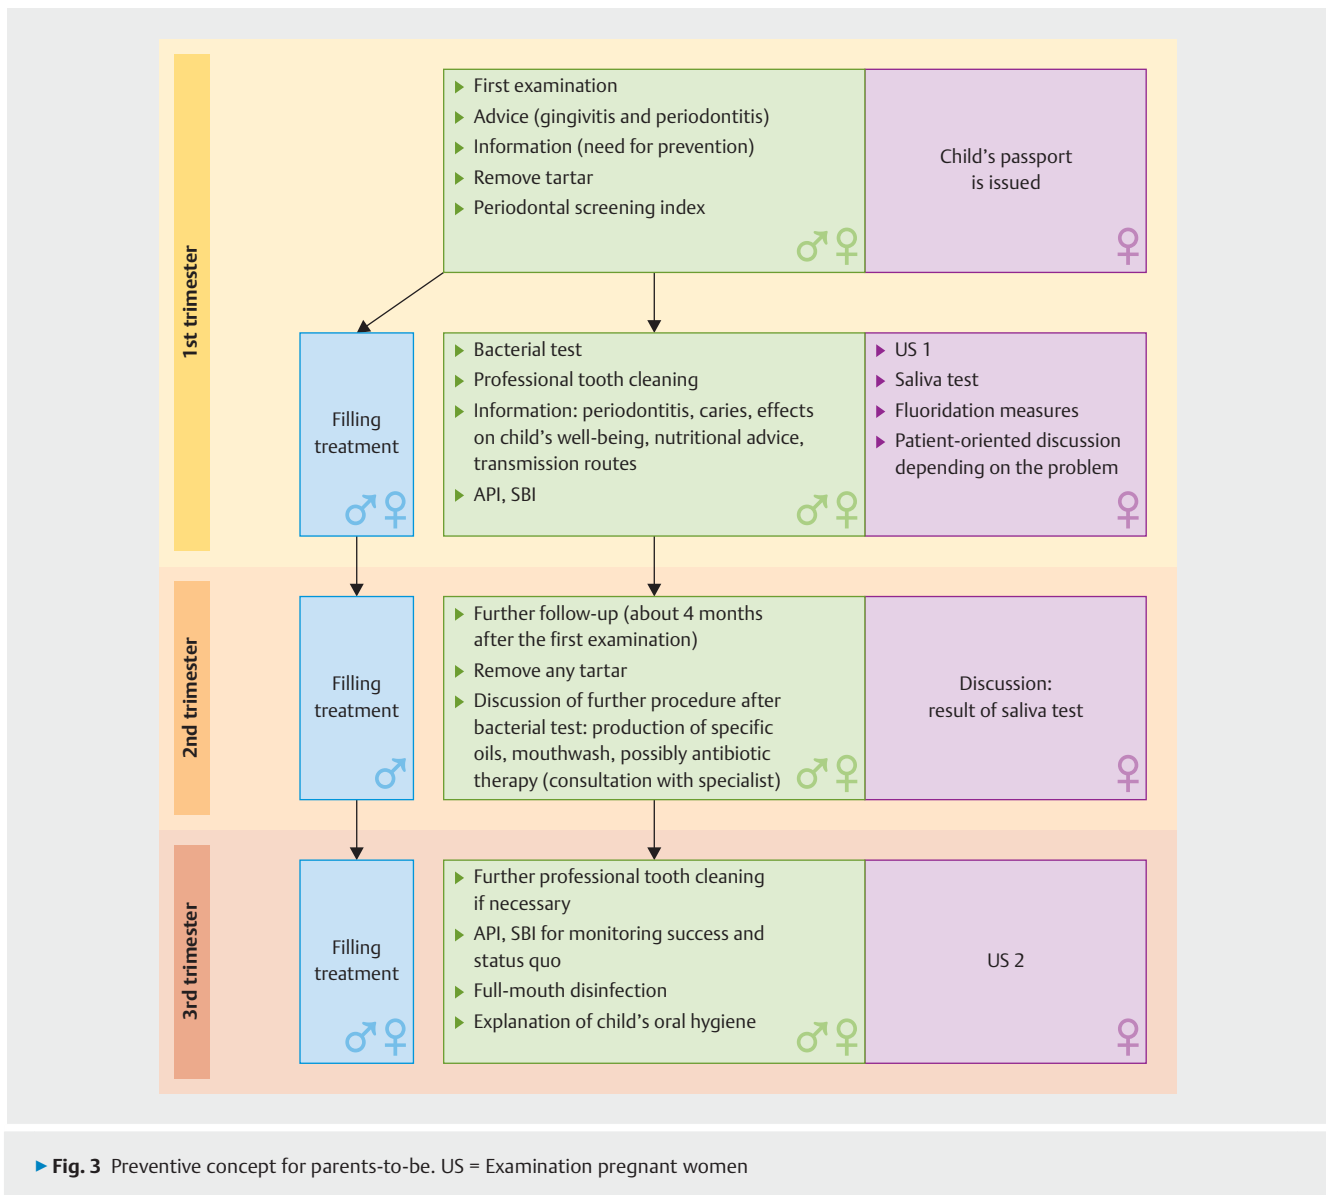 1st trimester
First examination
Advice (gingivitis and periodontitis)
Information (need for prevention)
Remove tartar
Periodontal screening index
Child’s passport
is issued
Filling
treatment
Bacterial test
Professional tooth cleaning
Information: periodontitis, caries, effects
on child’s well-being, nutritional advice,
transmission routes
API, SBI
US 1
Saliva test
Fluoridation measures
Patient-oriented discussion
depending on the problem
2nd trimester
Filling
treatment
Further follow-up (about 4 months
after the first examination)
Remove any tartar
Discussion of further procedure after
bacterial test: production of specific
oils, mouthwash, possibly antibiotic
therapy (consultation with specialist)
Discussion:
result of saliva test
3rd trimester
Filling
treatment
Further professional tooth cleaning
if necessary
API, SBI for monitoring success and
status quo
Full-mouth disinfection
Explanation of child’s oral hygiene
US 2
Fig. 3 Preventive concept for parents-to-be. US = Examination pregnant women